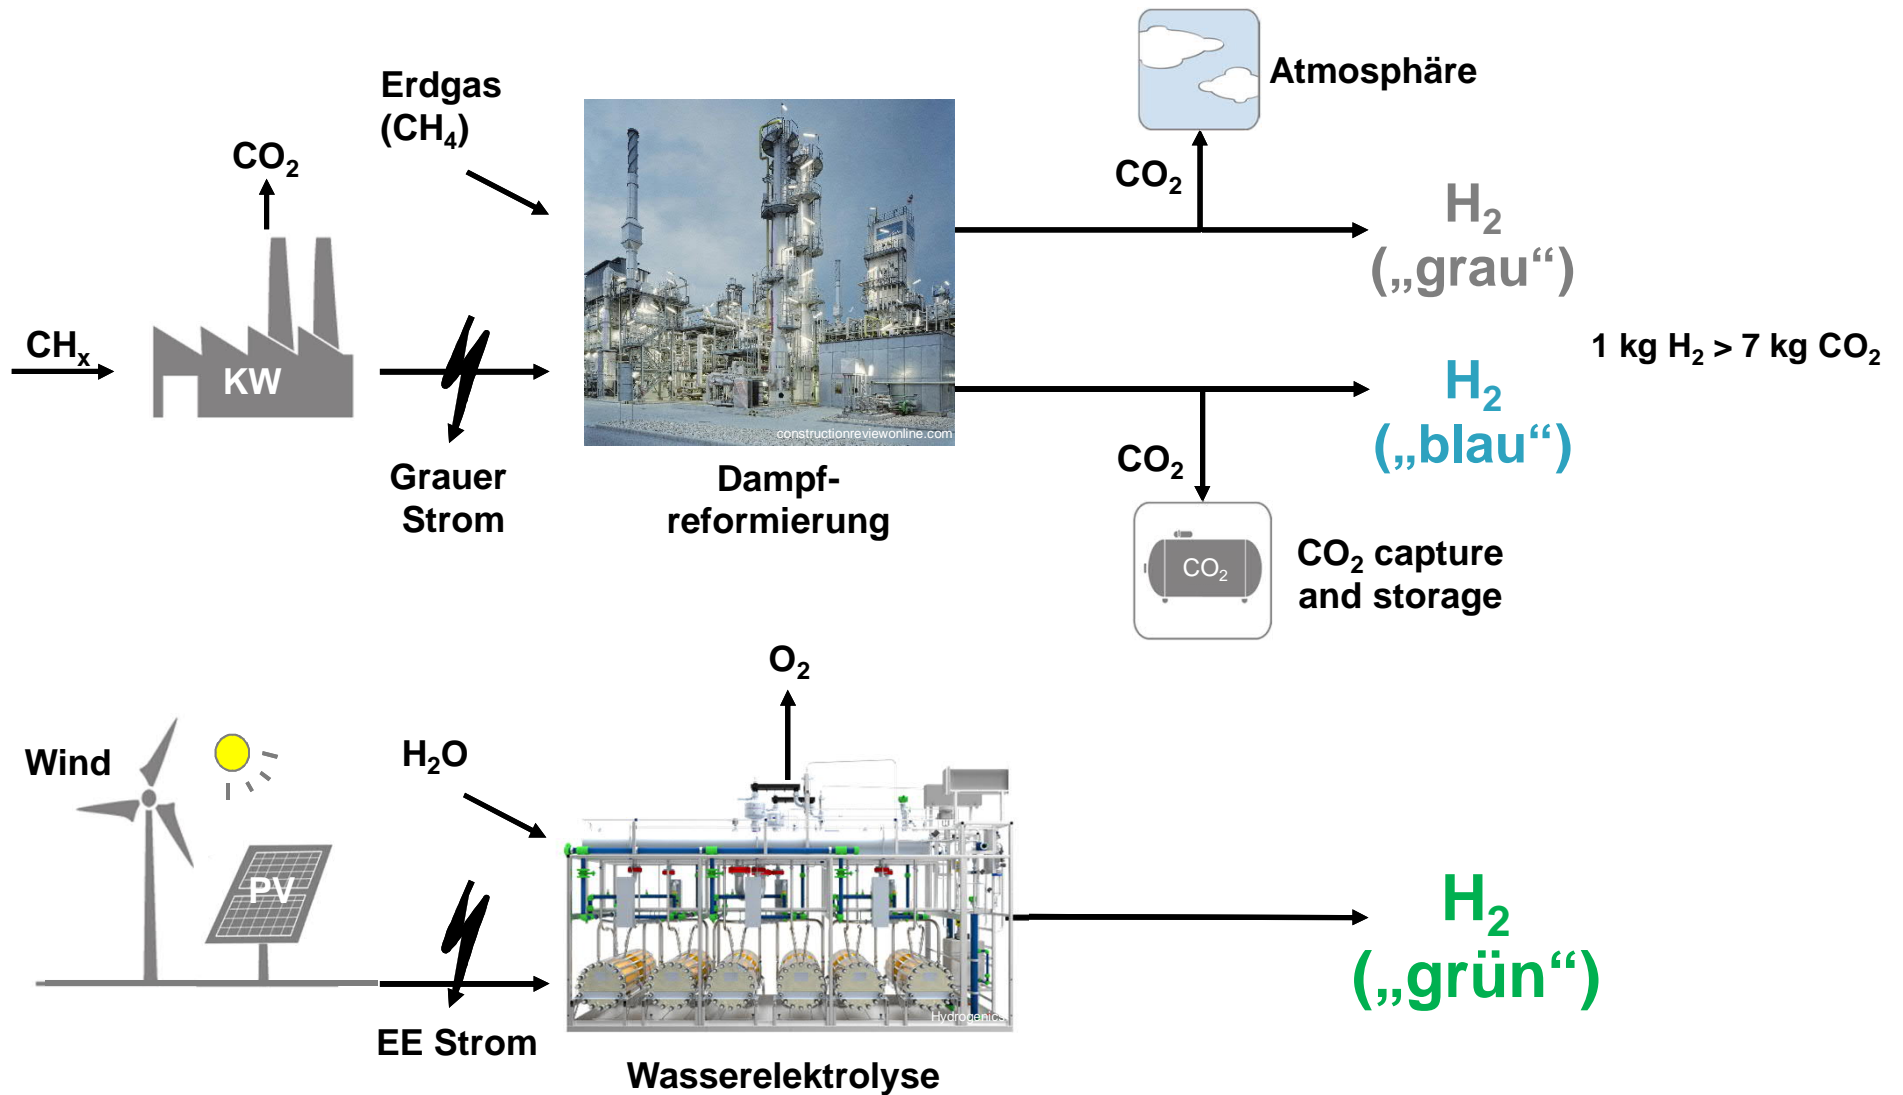 Atmosphäre
Erdgas
(CH₄)
CO₂
CO₂
H₂
(„grau“)
CHₓ
KW
1 kg H₂ > 7 kg CO₂
H₂
(„blau“)
constructionreviewonline.com
Grauer
Strom
Dampf-
reformierung
CO₂
CO₂
CO₂ capture
and storage
O₂
Wind
H₂O
PV
H₂
(„grün“)
Hydrogenics
EE Strom
Wasserelektrolyse